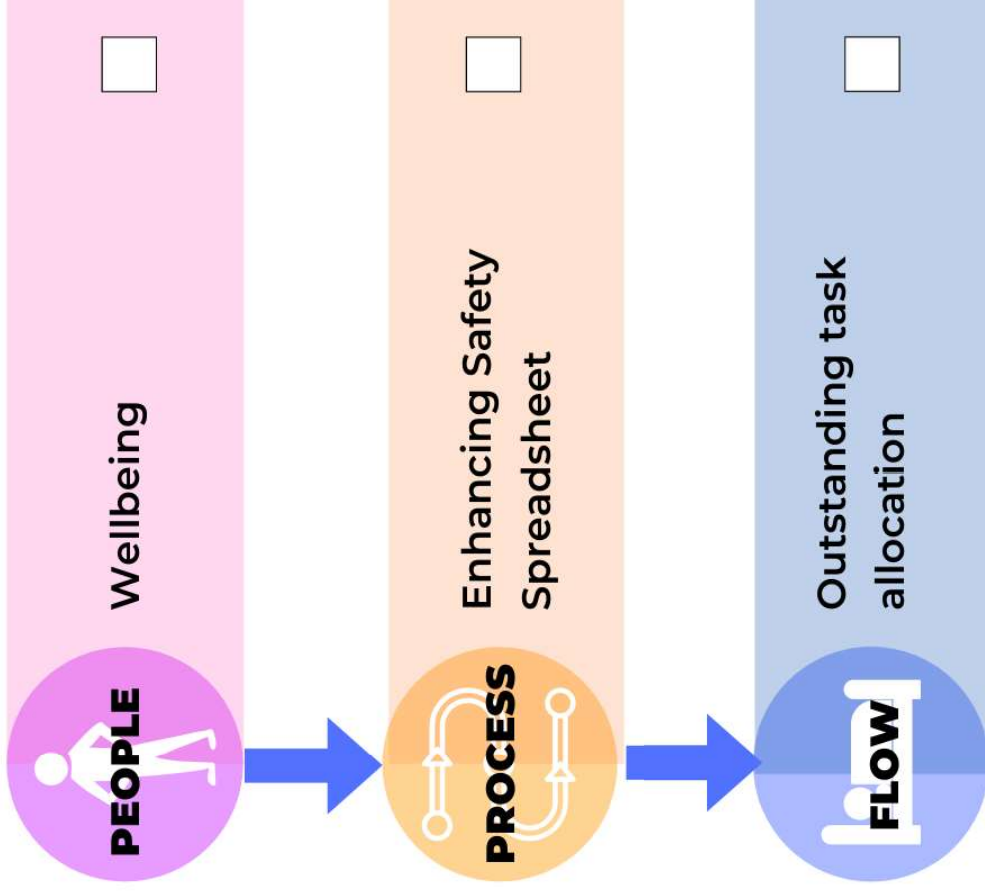 PEOPLE
Wellbeing
PROCESS
Enhancing Safety
Spreadsheet
FLOW
Outstanding task
allocation